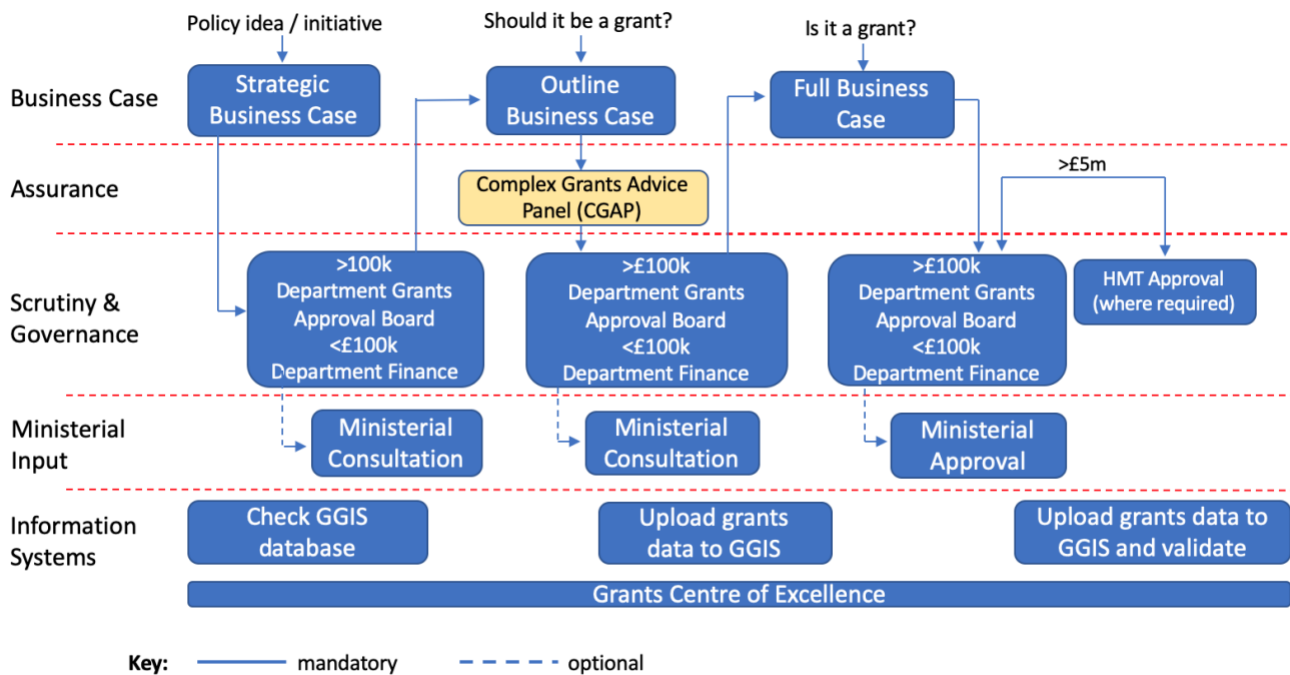 Policy idea / initiative
Should it be a grant?
Is it a grant?
Business Case
Strategic
Business Case
Outline
Business Case
Full Business
Case
Assurance
Complex Grants Advice
Panel (CGAP)
>£5m
Scrutiny &
Governance
>100k
Department Grants
Approval Board
<£100k
Department Finance
>£100k
Department Grants
Approval Board
<£100k
Department Finance
>£100k
Department Grants
Approval Board
<£100k
Department Finance
HMT Approval
(where required)
Ministerial
Input
Ministerial
Consultation
Ministerial
Consultation
Ministerial
Approval
Information
Systems
Check GGIS
database
Upload grants
data to GGIS
Upload grants data to
GGIS and validate
Grants Centre of Excellence
Key:
mandatory
optional